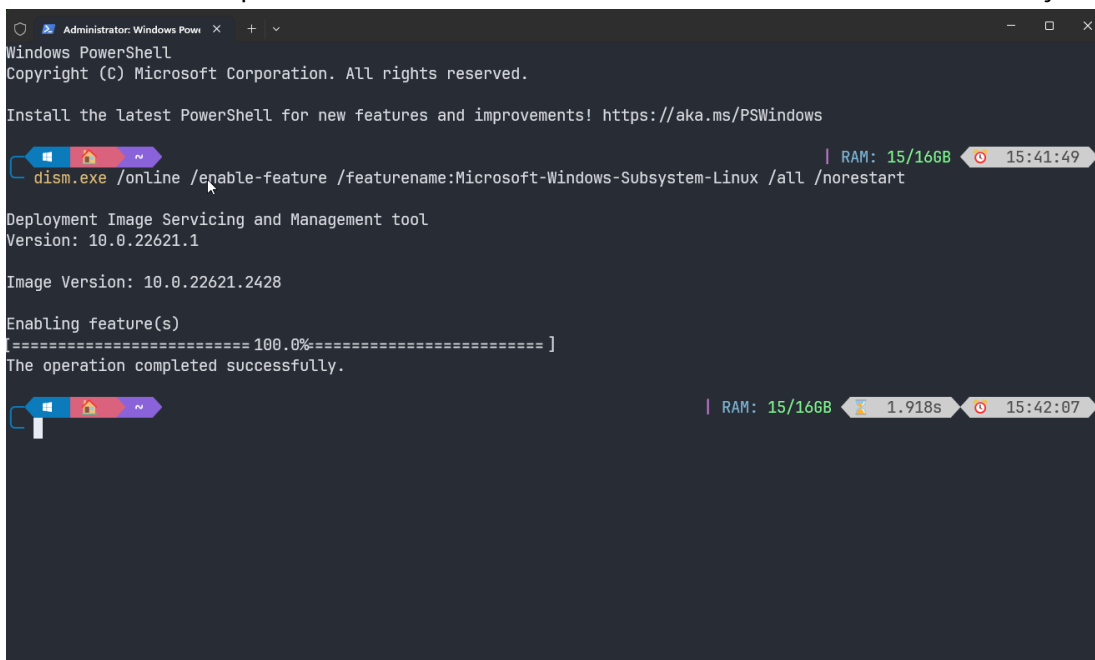 Administrator: Windows Powe
Windows PowerShell
Copyright (C) Microsoft Corporation. All rights reserved.
Install the latest PowerShell for new features and improvements! https://aka.ms/PSWindows
~ | RAM: 15/16GB 15:41:49
dism.exe /online /enable-feature /featurename:Microsoft-Windows-Subsystem-Linux /all /norestart
Deployment Image Servicing and Management tool
Version: 10.0.22621.1
Image Version: 10.0.22621.2428
Enabling feature(s)
[==========================100.0%==========================]
The operation completed successfully.
~ | RAM: 15/16GB 1.918s 15:42:07